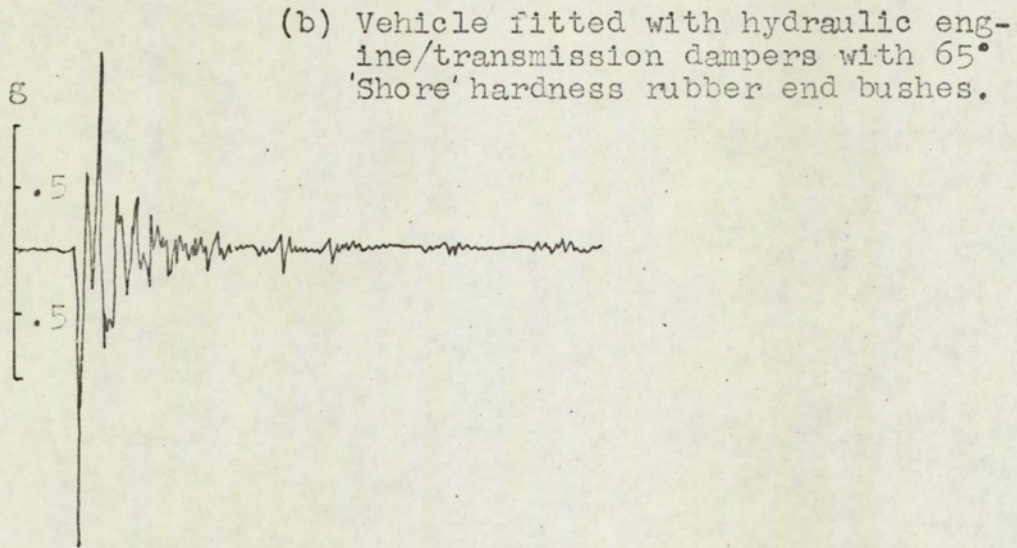 (b) Vehicle fitted with hydraulic eng-
ine/transmission dampers with 65°
'Shore' hardness rubber end bushes.
g
.5
.5